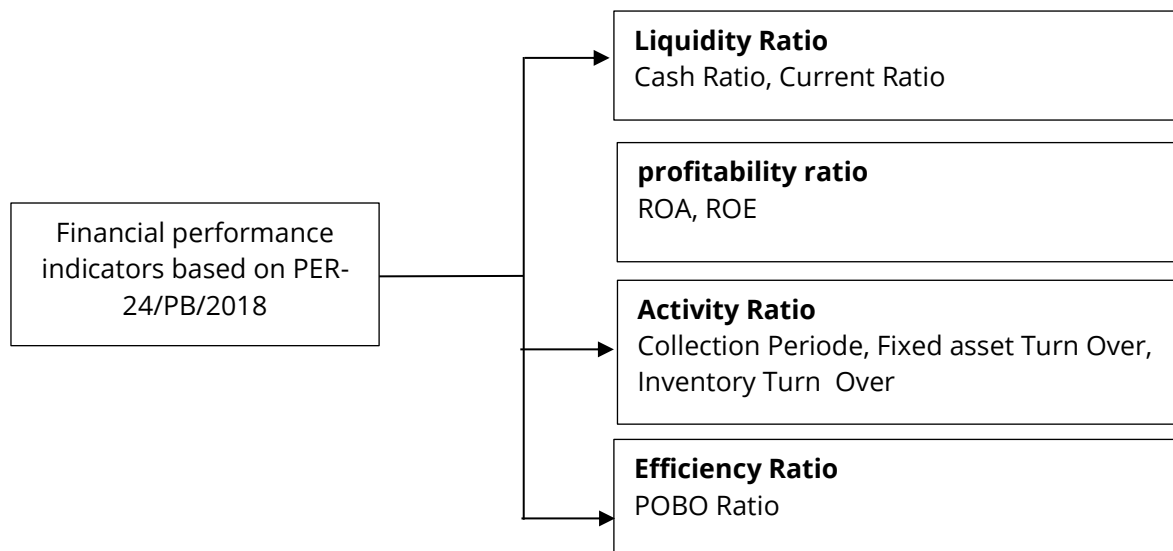 Financial performance
indicators based on PER-
24/PB/2018
Liquidity Ratio
Cash Ratio, Current Ratio
profitability ratio
ROA, ROE
Activity Ratio
Collection Periode, Fixed asset Turn Over,
Inventory Turn  Over
Efficiency Ratio
POBO Ratio